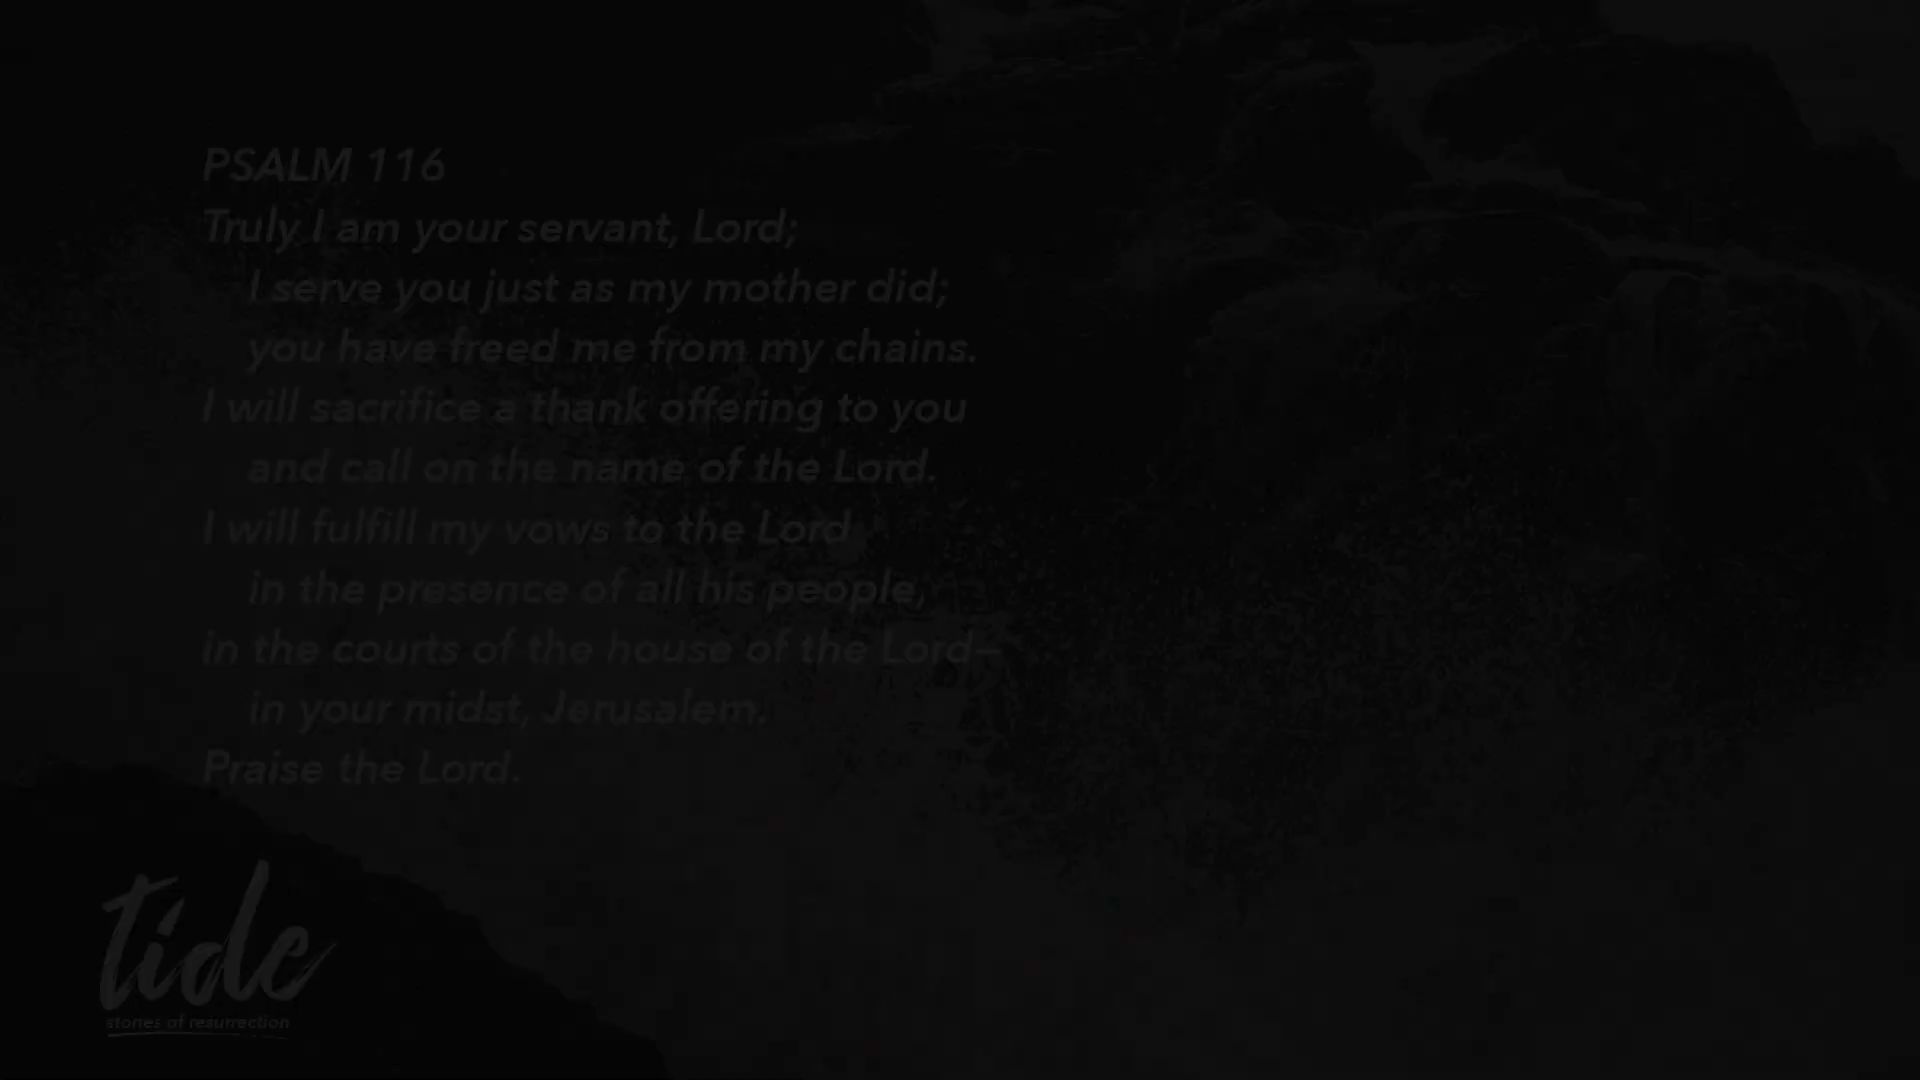 PSALM 116
Truly I am your servant, Lord;
I serve you just as my mother did;
you have freed me from my chains.
I will sacrifice a thank offering to you
and call on the name of the Lord.
I will fulfill my vows to the Lord
in the presence of all his people,
in the courts of the house of the Lord—
in your midst, Jerusalem.
Praise the Lord.
tide
stories of resurrection